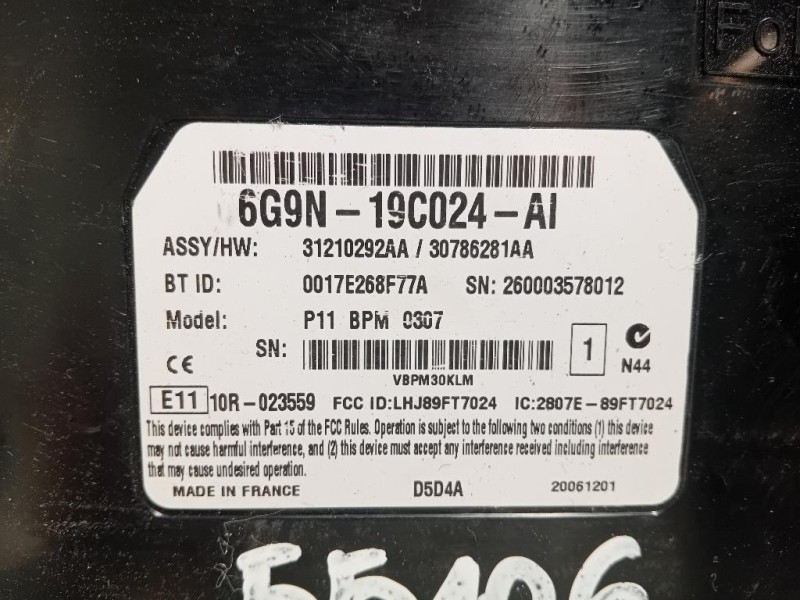 6G9N-19C024-AI
ASSY/HW: 31210292AA / 30786281AA
BT ID: 0017E268F77A SN: 260003578012
Model: P11 BPM 0307
SN: 1
VBPM30KLM N44
CE
E11 10R-023559 FCC ID:LHJ89FT7024 IC:2807E-89FT7024
This device complies with Part 15 of the FCC Rules. Operation is subject to the following two conditions (1) this device
may not cause harmful interference, and (2) this device must accept any interference received including interference
that may cause undesired operation.
MADE IN FRANCE D5D4A 20061201
55106